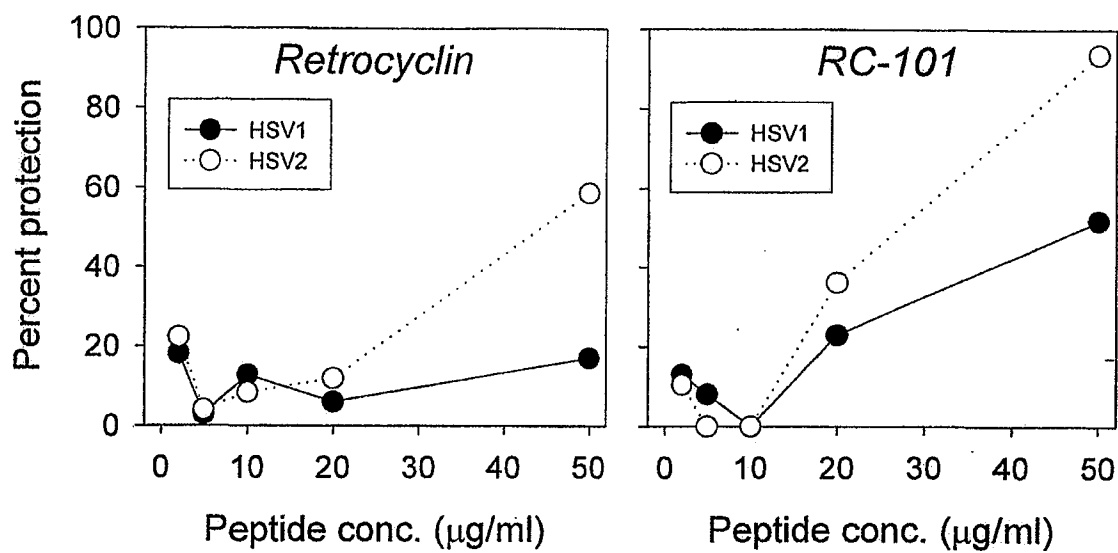 Retrocyclin
HSV1
HSV2
Percent protection
100
80
60
40
20
0
0 10 20 30 40 50
Peptide conc. (μg/ml)
RC-101
HSV1
HSV2
0 10 20 30 40 50
Peptide conc. (μg/ml)